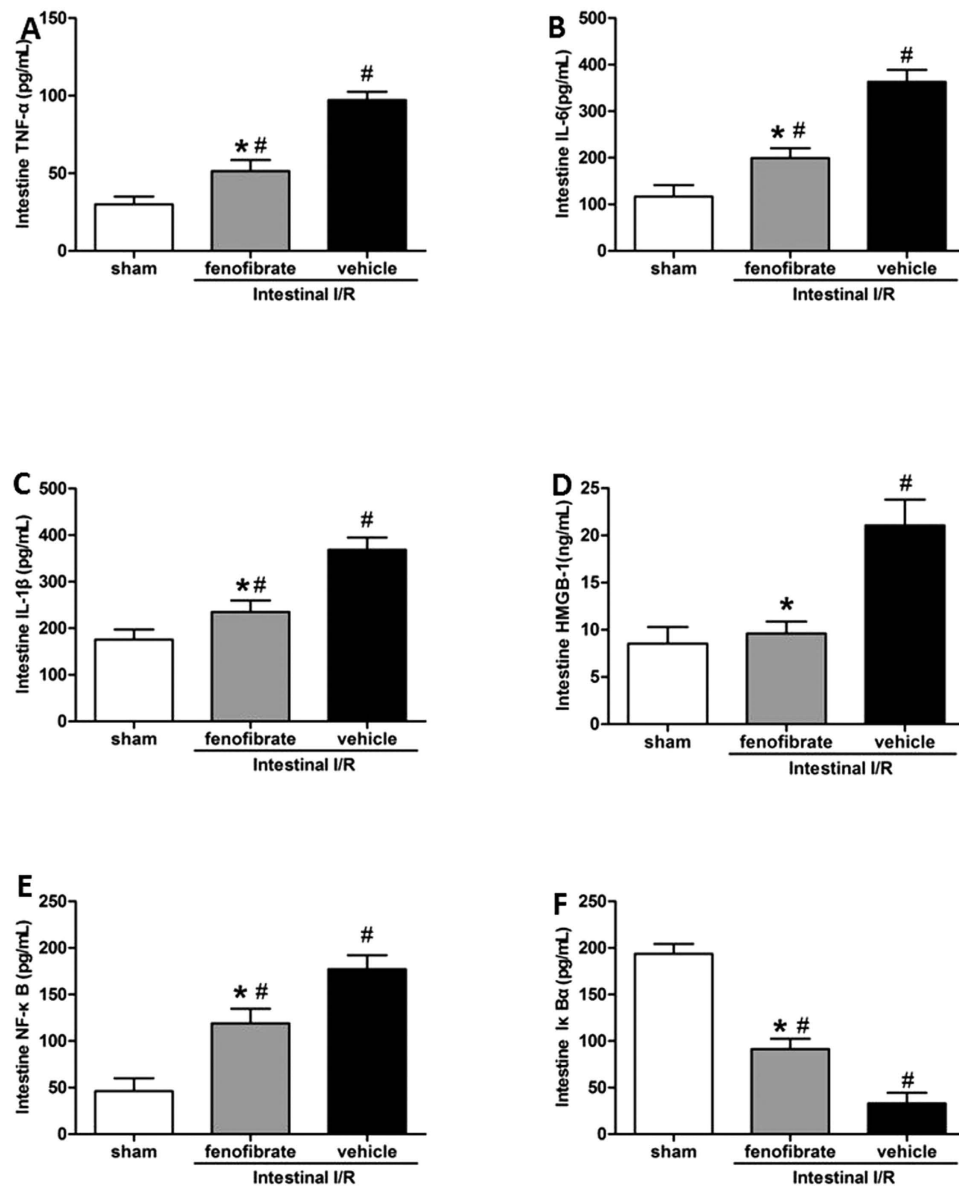 A
Intestine TNF-α (pg/mL)
150
100
50
0
#
* #
sham fenofibrate vehicle
Intestinal I/R
B
Intestine IL-6(pg/mL)
500
400
300
200
100
0
#
* #
sham fenofibrate vehicle
Intestinal I/R
C
Intestine IL-1β (pg/mL)
500
400
300
200
100
0
#
*#
sham fenofibrate vehicle
Intestinal I/R
D
Intestine HMGB-1(ng/mL)
25
20
15
10
5
0
#
*
sham fenofibrate vehicle
Intestinal I/R
E
Intestine NF-κ B (pg/mL)
250
200
150
100
50
0
#
* #
sham fenofibrate vehicle
Intestinal I/R
F
Intestine Iκ Bα (pg/mL)
250
200
150
100
50
0
* #
#
sham fenofibrate vehicle
Intestinal I/R